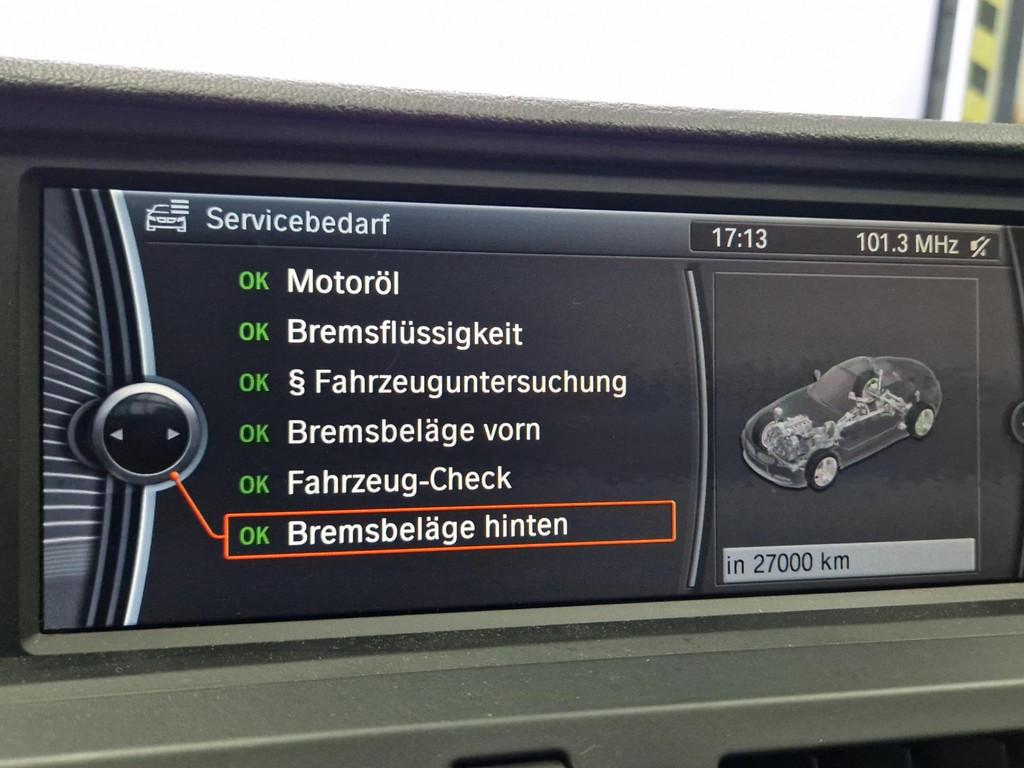 Servicebedarf
17:13 101.3 MHz
OK Motoröl
OK Bremsflüssigkeit
OK § Fahrzeuguntersuchung
OK Bremsbeläge vorn
OK Fahrzeug-Check
OK Bremsbeläge hinten
in 27000 km